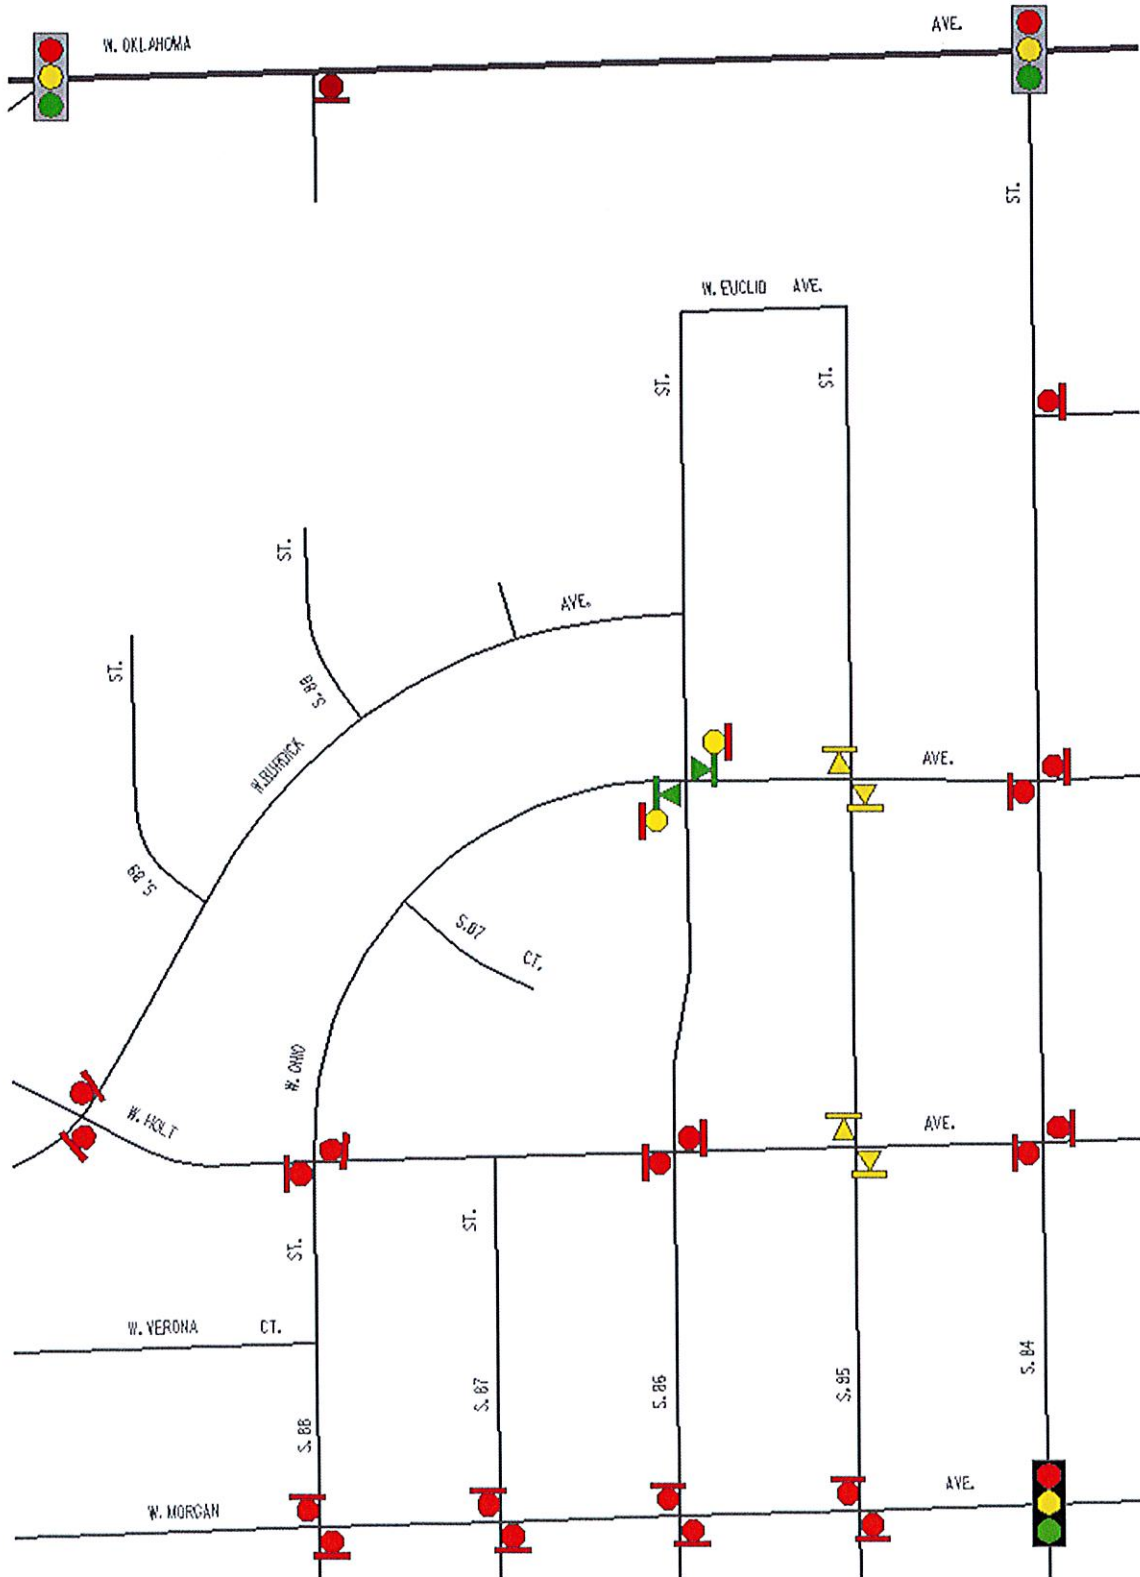 W. OKLAHOMA AVE.
ST.
W. EUCLID AVE.
ST.
ST.
ST.
AVE.
ST.
S. 88
W. BURDICK
AVE.
S. 89
S. 87 CT.
W. OHIO
W. HOLT
AVE.
ST.
ST.
W. VERONA CT.
S. 84
S. 85
S. 86
S. 87
S. 88
AVE.
W. MORGAN